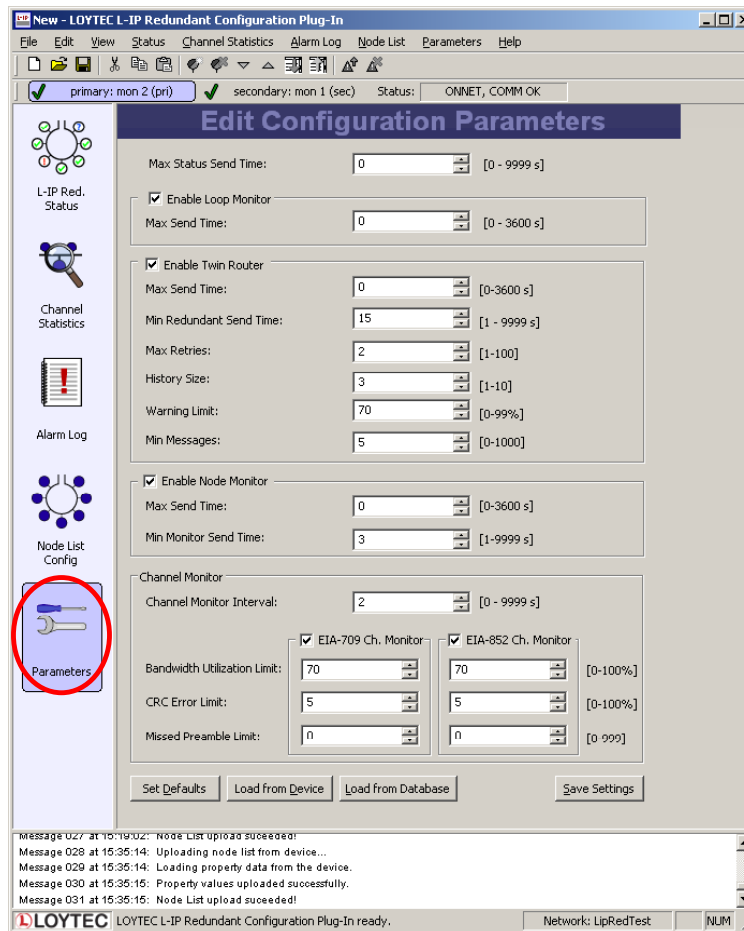 New - LOYTEC L-IP Redundant Configuration Plug-In
File Edit View Status Channel Statistics Alarm Log Node List Parameters Help
primary: mon 2 (pri) secondary: mon 1 (sec) Status: ONNET, COMM OK
Edit Configuration Parameters
L-IP Red.
Status
Channel
Statistics
Alarm Log
Node List
Config
Parameters
Max Status Send Time: 0 [0 - 9999 s]
Enable Loop Monitor
Max Send Time: 0 [0 - 3600 s]
Enable Twin Router
Max Send Time: 0 [0-3600 s]
Min Redundant Send Time: 15 [1 - 9999 s]
Max Retries: 2 [1-100]
History Size: 3 [1-10]
Warning Limit: 70 [0-99%]
Min Messages: 5 [0-1000]
Enable Node Monitor
Max Send Time: 0 [0-3600 s]
Min Monitor Send Time: 3 [1-9999 s]
Channel Monitor
Channel Monitor Interval: 2 [0 - 9999 s]
EIA-709 Ch. Monitor EIA-852 Ch. Monitor
Bandwidth Utilization Limit: 70 70 [0-100%]
CRC Error Limit: 5 5 [0-100%]
Missed Preamble Limit: 0 0 [0-999]
Set Defaults Load from Device Load from Database Save Settings
Message 027 at 15:19:02: Node List upload suceeded!
Message 028 at 15:35:14: Uploading node list from device...
Message 029 at 15:35:14: Loading property data from the device.
Message 030 at 15:35:15: Property values uploaded successfully.
Message 031 at 15:35:15: Node List upload suceeded!
LOYTEC LOYTEC L-IP Redundant Configuration Plug-In ready. Network: LipRedTest NUM